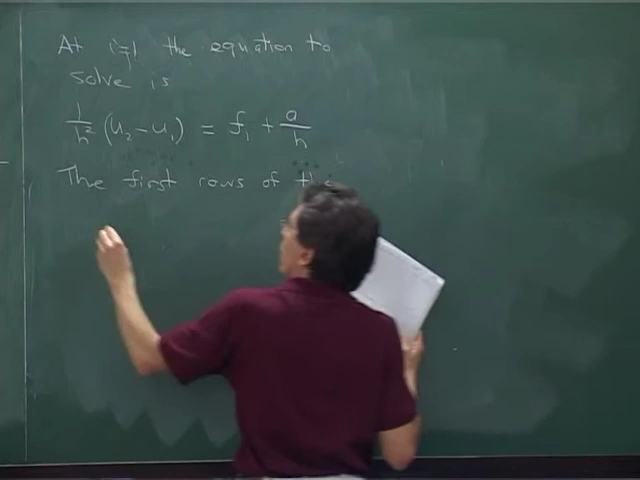 At i=1 the equation to
solve is
1/h² (u₂ - u₁) = f₁ + a/h
The first rows of the